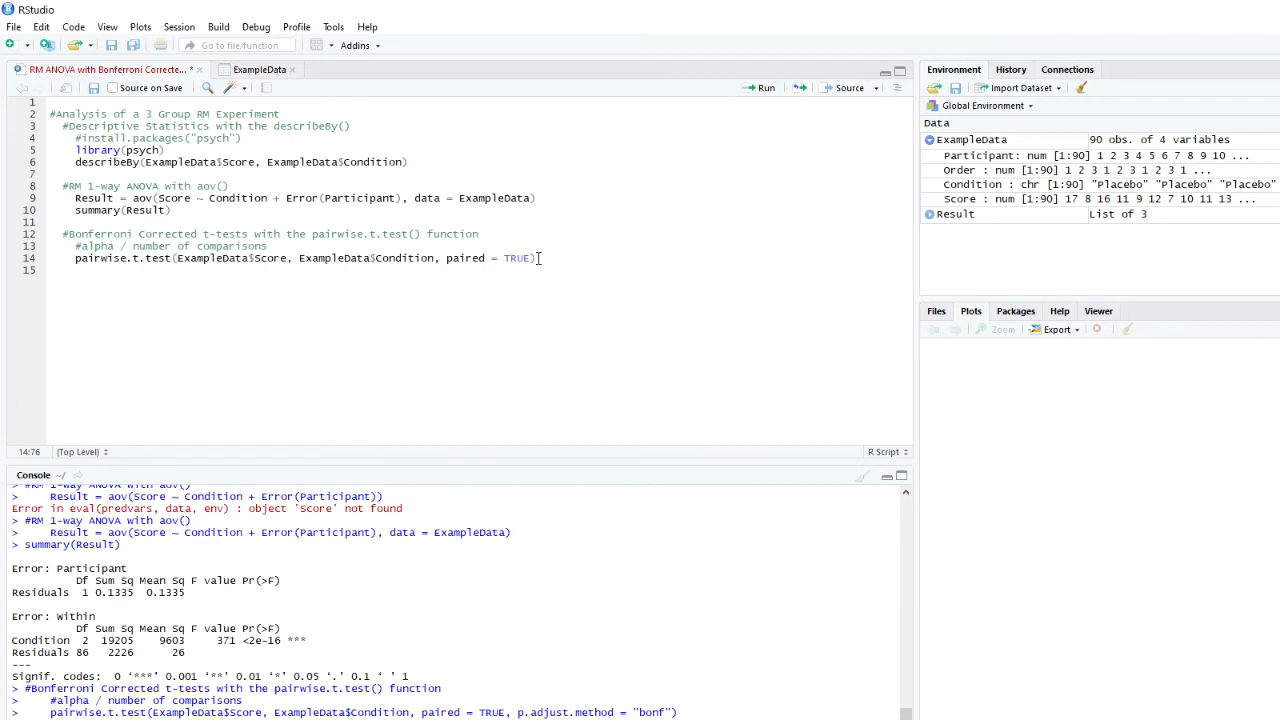 RStudio
File Edit Code View Plots Session Build Debug Profile Tools Help
Go to file/function Addins
RM ANOVA with Bonferroni Correcte... * ExampleData
Source on Save Run Source
1
2 #Analysis of a 3 Group RM Experiment
3 #Descriptive Statistics with the describeBy()
4 #install.packages("psych")
5 library(psych)
6 describeBy(ExampleData$Score, ExampleData$Condition)
7
8 #RM 1-way ANOVA with aov()
9 Result = aov(Score ~ Condition + Error(Participant), data = ExampleData)
10 summary(Result)
11
12 #Bonferroni Corrected t-tests with the pairwise.t.test() function
13 #alpha / number of comparisons
14 pairwise.t.test(ExampleData$Score, ExampleData$Condition, paired = TRUE)
15
14:76 (Top Level) R Script
Console ~/
> #RM 1-way ANOVA with aov()
> Result = aov(Score ~ Condition + Error(Participant))
Error in eval(predvars, data, env) : object 'Score' not found
> #RM 1-way ANOVA with aov()
> Result = aov(Score ~ Condition + Error(Participant), data = ExampleData)
> summary(Result)
Error: Participant
Df Sum Sq Mean Sq F value Pr(>F)
Residuals 1 0.1335 0.1335
Error: Within
Df Sum Sq Mean Sq F value Pr(>F)
Condition 2 19205 9603 371 <2e-16 ***
Residuals 86 2226 26
---
Signif. codes: 0 ‘***’ 0.001 ‘**’ 0.01 ‘*’ 0.05 ‘.’ 0.1 ‘ ’ 1
> #Bonferroni Corrected t-tests with the pairwise.t.test() function
> #alpha / number of comparisons
> pairwise.t.test(ExampleData$Score, ExampleData$Condition, paired = TRUE, p.adjust.method = "bonf")
Environment History Connections
Import Dataset
Global Environment
Data
ExampleData 90 obs. of 4 variables
Participant: num [1:90] 1 2 3 4 5 6 7 8 9 10 ...
Order : num [1:90] 1 2 3 1 2 3 1 2 3 1 ...
Condition : chr [1:90] "Placebo" "Placebo" "Placebo"
Score : num [1:90] 17 8 16 11 9 12 7 10 11 13 ...
Result List of 3
Files Plots Packages Help Viewer
Zoom Export